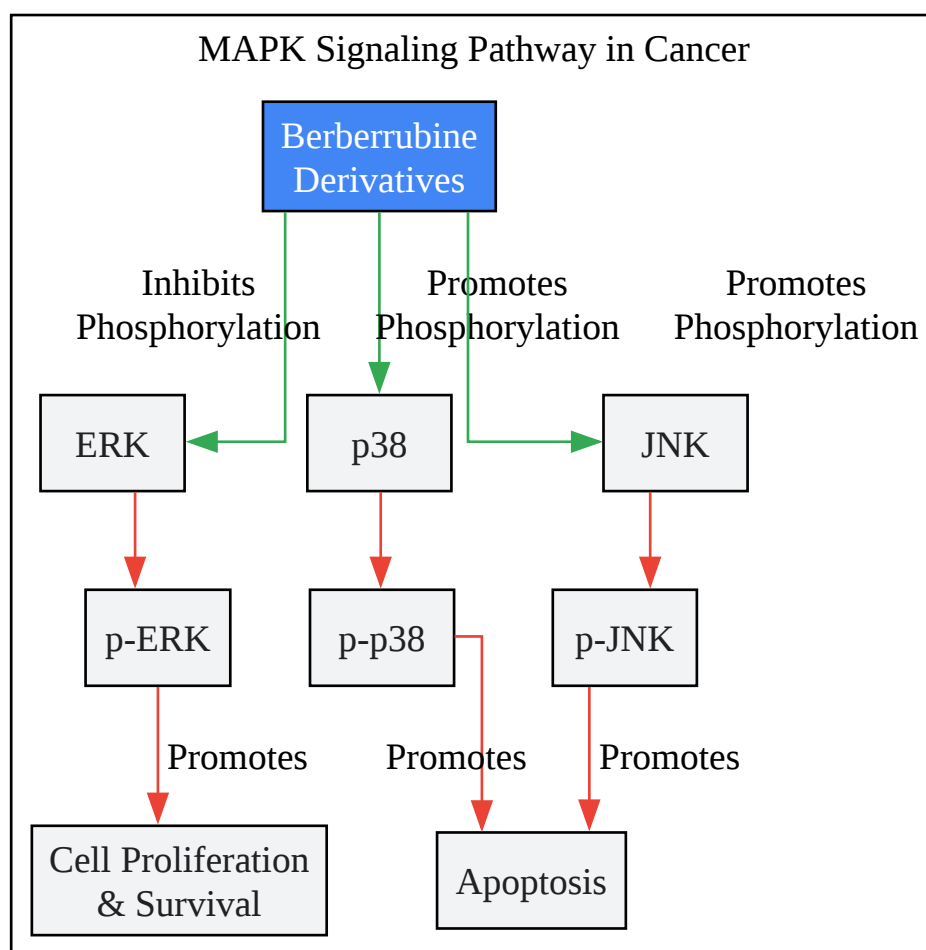 MAPK Signaling Pathway in Cancer
Berberrubine
Derivatives
Inhibits
Phosphorylation
Promotes
Phosphorylation
Promotes
Phosphorylation
ERK
p38
JNK
p-ERK
p-p38
p-JNK
Promotes
Promotes
Promotes
Cell Proliferation
& Survival
Apoptosis